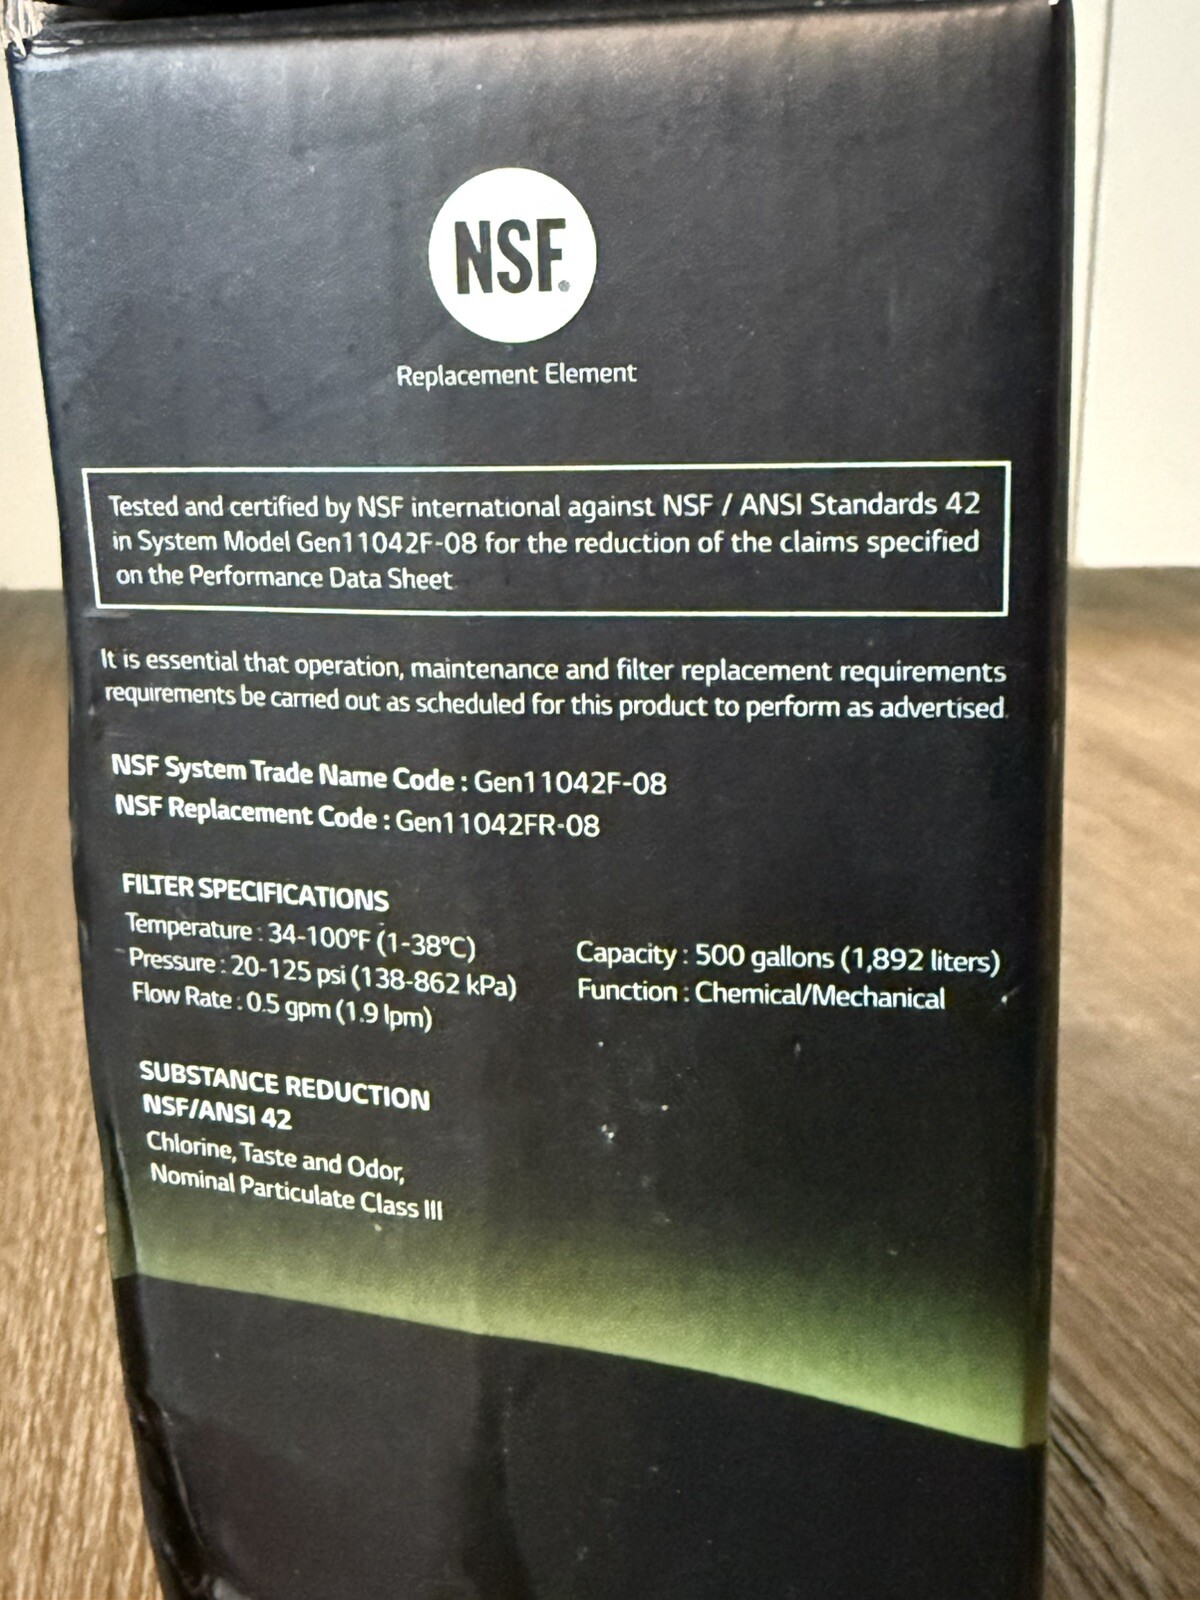 NSF®
Replacement Element
Tested and certified by NSF international against NSF / ANSI Standards 42
in System Model Gen11042F-08 for the reduction of the claims specified
on the Performance Data Sheet
It is essential that operation, maintenance and filter replacement requirements
requirements be carried out as scheduled for this product to perform as advertised.
NSF System Trade Name Code : Gen11042F-08
NSF Replacement Code : Gen11042FR-08
FILTER SPECIFICATIONS
Temperature : 34-100°F (1-38°C)
Pressure : 20-125 psi (138-862 kPa)
Flow Rate : 0.5 gpm (1.9 lpm)
Capacity : 500 gallons (1,892 liters)
Function : Chemical/Mechanical
SUBSTANCE REDUCTION
NSF/ANSI 42
Chlorine, Taste and Odor,
Nominal Particulate Class III